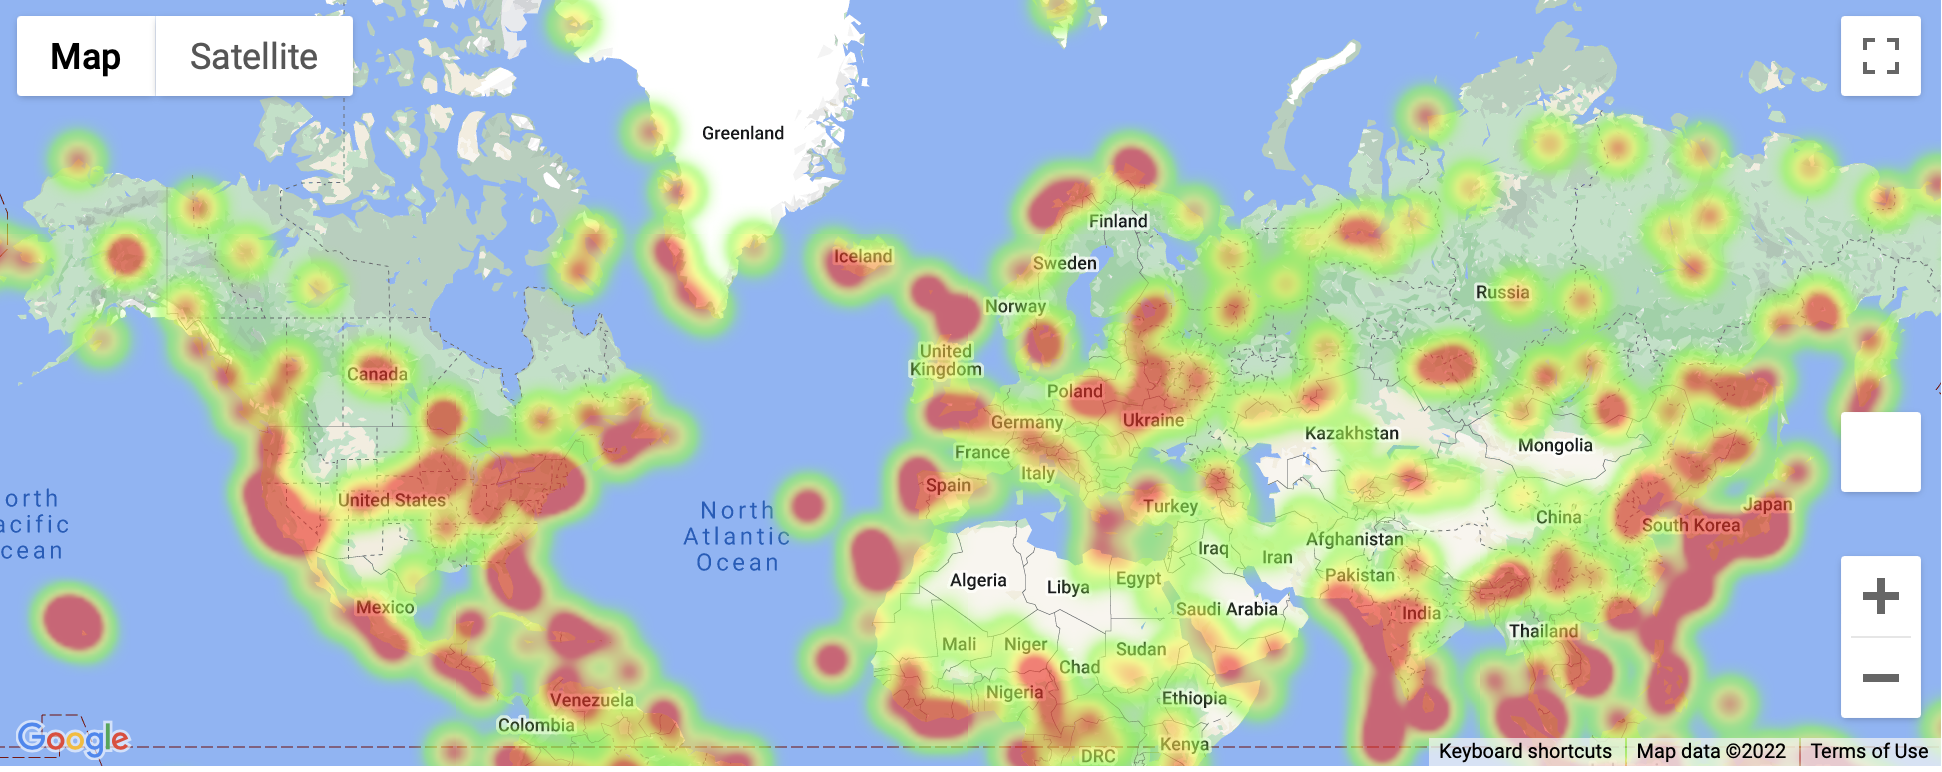 Map
Satellite
Greenland
Iceland
Finland
Sweden
Norway
Russia
United
Kingdom
Canada
Poland
Germany
Ukraine
Kazakhstan
Mongolia
France
Italy
Spain
United States
Turkey
North
Atlantic
Ocean
orth
acific
cean
China
Japan
South Korea
Afghanistan
Iraq
Iran
Algeria
Libya
Egypt
Pakistan
Mexico
Saudi Arabia
India
Thailand
Mali
Niger
Sudan
Chad
Nigeria
Ethiopia
Venezuela
Colombia
Kenya
DRC
Google
Keyboard shortcuts
Map data ©2022
Terms of Use